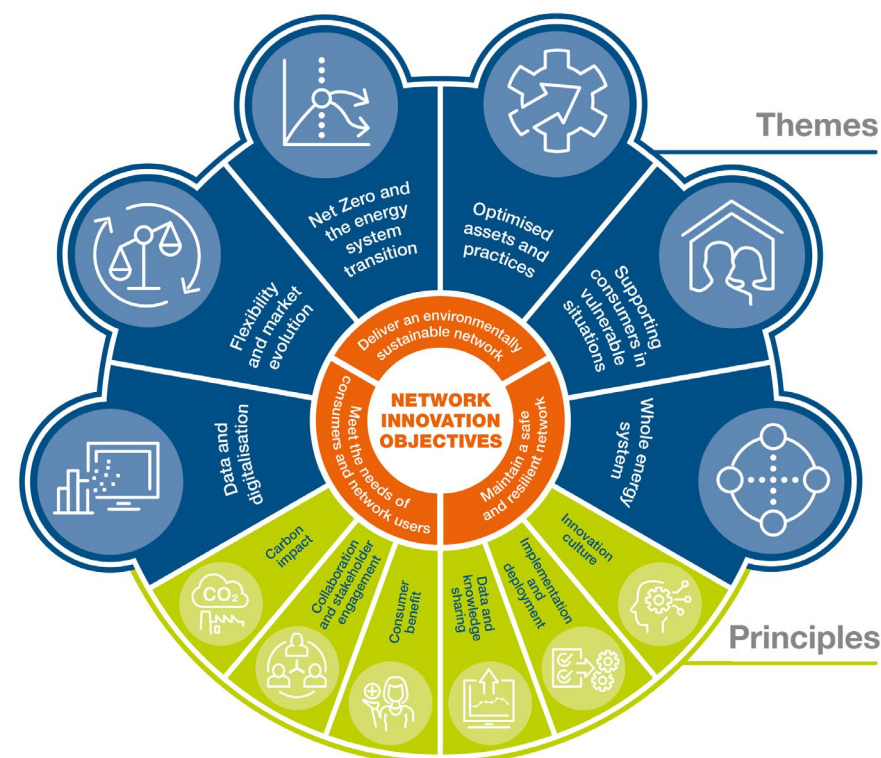 Themes
Net Zero and
the energy
system
transition
Optimised
assets and
practices
Flexibility
and market
evolution
Supporting
consumers in
vulnerable
situations
Data and
digitalisation
Whole energy
system
Deliver an environmentally
sustainable network
Meet the needs of
consumers and network users
Maintain a safe
and resilient network
NETWORK
INNOVATION
OBJECTIVES
Carbon
impact
CO2
Collaboration
and stakeholder
engagement
Consumer
benefit
Data and
knowledge
sharing
Implementation
and
deployment
Innovation
culture
Principles